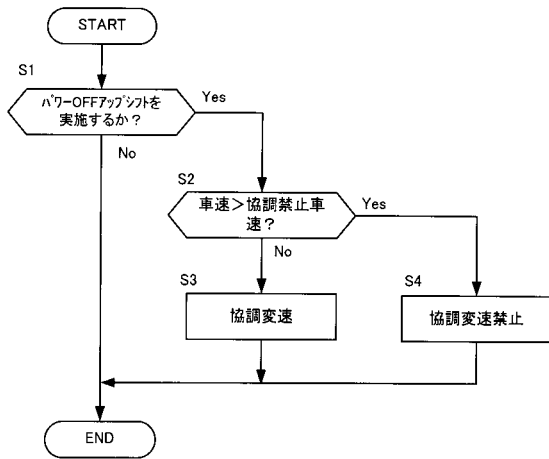 START
S1
ﾊﾟﾜｰOFFｱｯﾌﾟｼﾌﾄを
実施するか？
Yes
No
S2
車速＞協調禁止車
速？
Yes
No
S3
協調変速
S4
協調変速禁止
END